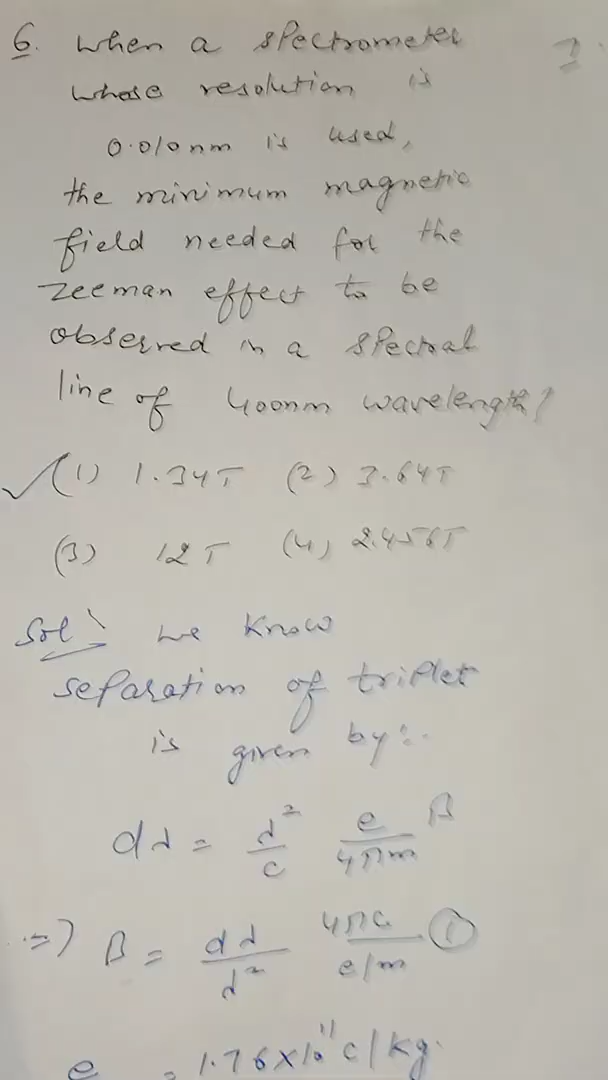 6. When a spectrometer
whose resolution is
0.010nm is used,
the minimum magnetic
field needed for the
Zeeman effect to be
observed in a spectral
line of 400nm wavelength?
✓(1) 1.34T (2) 3.64T
(3) 12T (4) 2.456T
Sol: we know
separation of triplet
is given by:-
dλ = λ²/c e/4πm B
=> B = dλ/λ² 4πc/e/m ①
e = 1.76×10¹¹ c/kg.